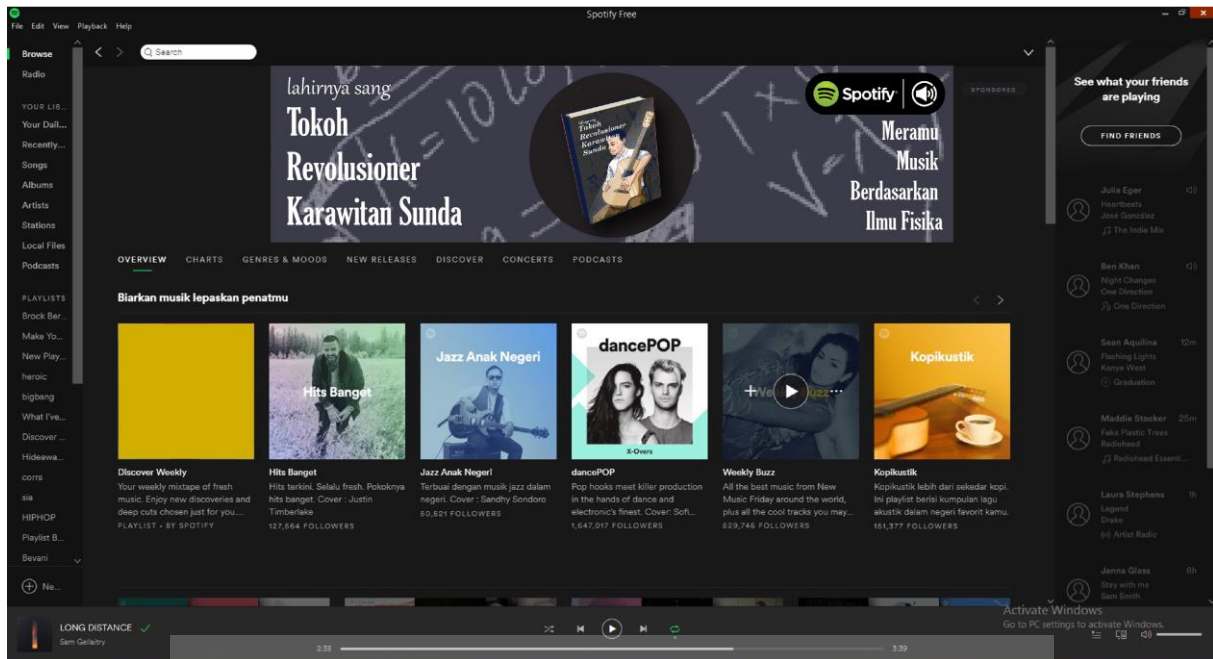 Spotify Free
File Edit View Playback Help
Browse
Radio
YOUR LIB...
Your Dail...
Recently...
Songs
Albums
Artists
Stations
Local Files
Podcasts
PLAYLISTS
Brock Ber...
Make Yo...
New Play...
heroic
bigbang
What I've...
Discover ...
Hideawa...
corrs
sia
HIPHOP
Playlist B...
Bevani
Ne...
Search
lahirnya sang
Tokoh
Revolusioner
Karawitan Sunda
Tokoh
Revolusioner
Karawitan
Sunda
Spotify
Meramu
Musik
Berdasarkan
Ilmu Fisika
SPONSORED
OVERVIEW CHARTS GENRES & MOODS NEW RELEASES DISCOVER CONCERTS PODCASTS
Biarkan musik lepaskan penatmu
Discover Weekly
Your weekly mixtape of fresh
music. Enjoy new discoveries and
deep cuts chosen just for you....
PLAYLIST • BY SPOTIFY
Hits Banget
Hits Banget
Hits terkini. Selalu fresh. Pokoknya
hits banget. Cover : Justin
Timberlake
127,664 FOLLOWERS
Jazz Anak Negeri
Jazz Anak Negeri
Terbuai dengan musik jazz dalam
negeri. Cover : Sandhy Sondoro
60,521 FOLLOWERS
dancePOP
X-Overs
dancePOP
Pop hooks meet killer production
in the hands of dance and
electronic's finest. Cover: Sofi...
1,647,017 FOLLOWERS
Weekly Buzz
All the best music from New
Music Friday around the world,
plus all the cool tracks you may...
629,746 FOLLOWERS
Kopikustik
Kopikustik
Kopikustik lebih dari sekedar kopi.
Ini playlist berisi kumpulan lagu
akustik dalam negeri favorit kamu.
161,377 FOLLOWERS
See what your friends
are playing
FIND FRIENDS
Julia Eger
Heartbeats
José González
The Indie Mix
Ben Khan
Night Changes
One Direction
One Direction
Sean Aquilina 12m
Flashing Lights
Kanye West
Graduation
Maddie Stocker 25m
Fake Plastic Trees
Radiohead
Radiohead Essenti...
Laura Stephens 1h
Legend
Drake
Artist Radio
Jenna Glass 8h
Stay with me
Sam Smith
Activate Windows
Go to PC settings to activate Windows.
LONG DISTANCE
Sam Gellaitry
2:38
3:39